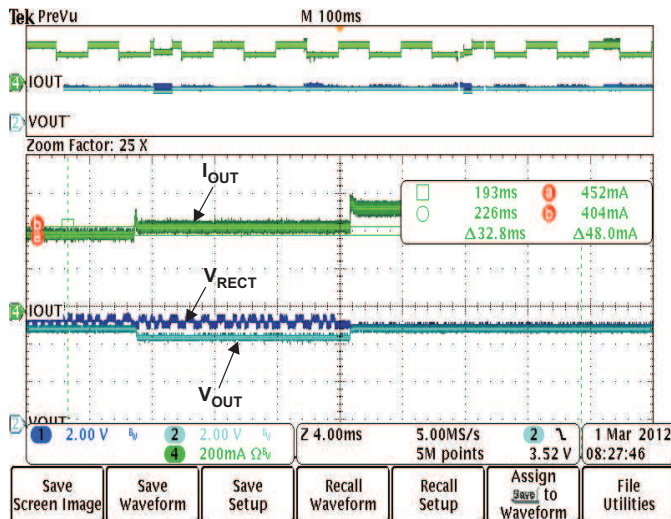 Tek PreVu M 100ms
4 IOUT
2 VOUT
Zoom Factor: 25 X
IOUT
193ms a 452mA
226ms b 404mA
Δ32.8ms Δ48.0mA
b
a
VRECT
4 IOUT
VOUT
2 VOUT
1 2.00 V BW 2 2.00 V BW Z 4.00ms 5.00MS/s 2 1 Mar 2012
4 200mA ΩBW 5M points 3.52 V 08:27:46
Save Screen Image
Save Waveform
Save Setup
Recall Waveform
Recall Setup
Assign Save to Waveform
File Utilities